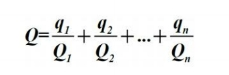 Q= q₁/Q₁ + q₂/Q₂ +...+ qₙ/Qₙ